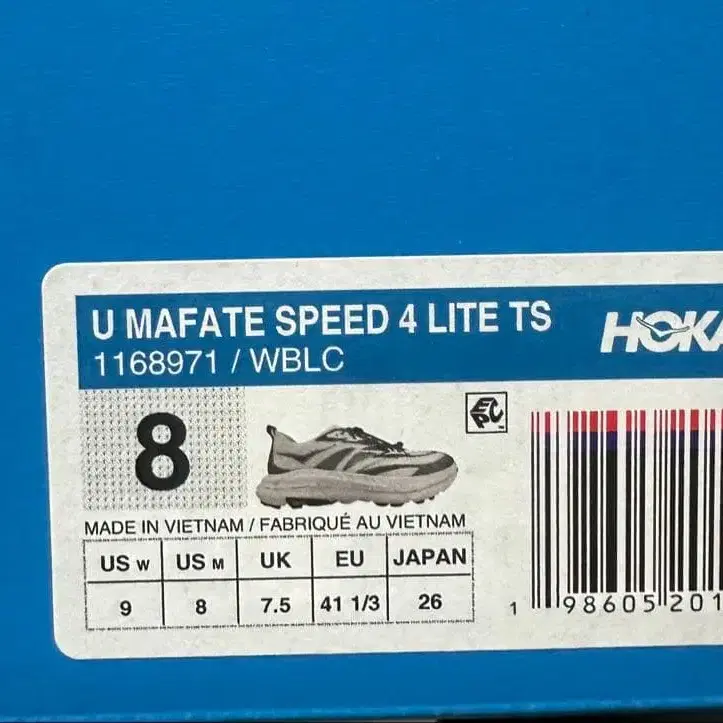 U MAFATE SPEED 4 LITE TS
1168971 / WBLC
HOKA
8
EPC
MADE IN VIETNAM / FABRIQUÉ AU VIETNAM
US W US M UK EU JAPAN
9 8 7.5 41 1/3 26
1 98605 201